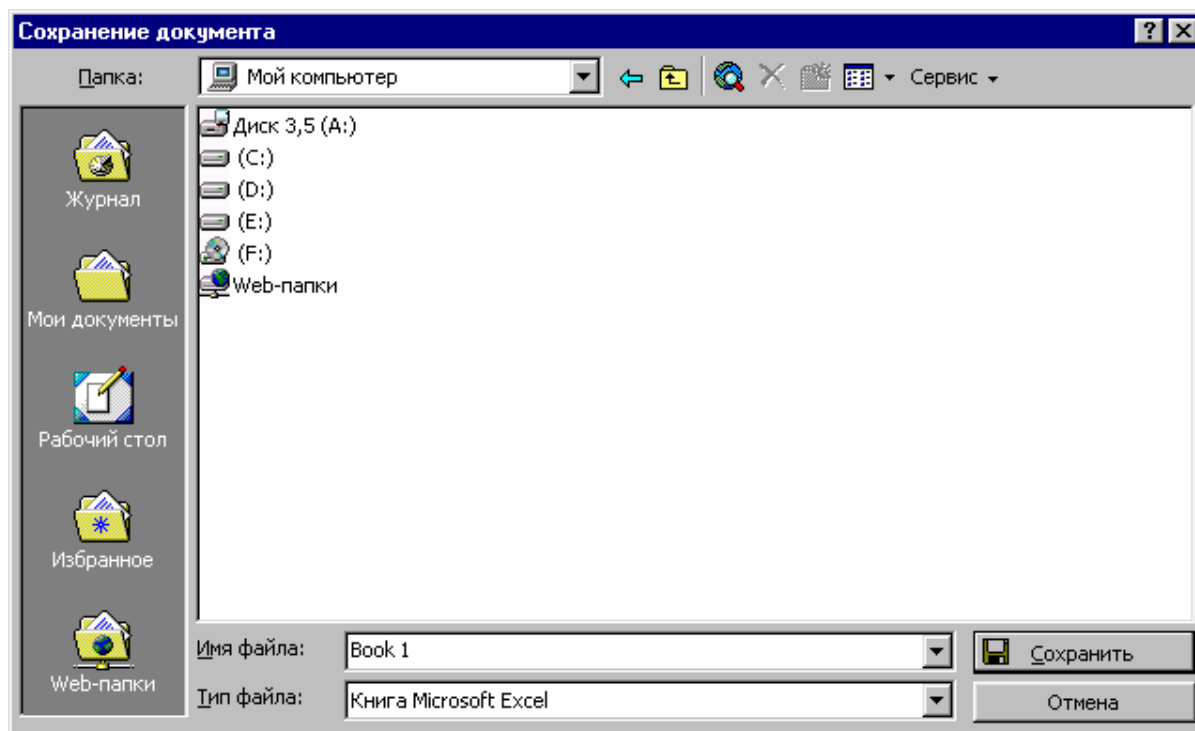 Сохранение документа
Папка:
Мой компьютер
Сервис
Журнал
Мои документы
Рабочий стол
Избранное
Web-папки
Диск 3,5 (A:)
(C:)
(D:)
(E:)
(F:)
Web-папки
Имя файла:
Book 1
Сохранить
Тип файла:
Книга Microsoft Excel
Отмена